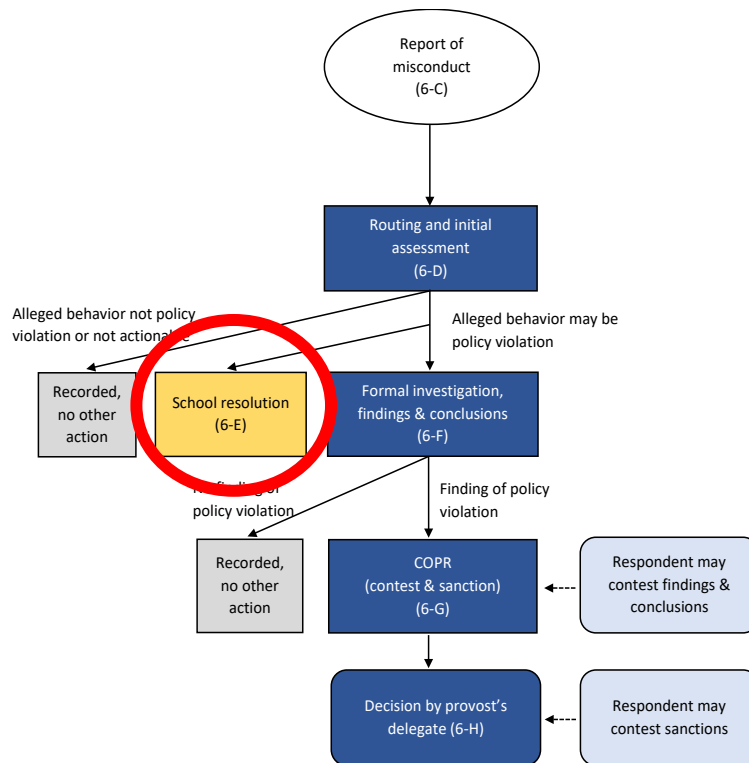 Report of
misconduct
(6-C)
Routing and initial
assessment
(6-D)
Alleged behavior not policy
violation or not actionable
Alleged behavior may be
policy violation
Recorded,
no other
action
School resolution
(6-E)
Formal investigation,
findings & conclusions
(6-F)
No finding of
policy violation
Finding of policy
violation
Recorded,
no other
action
COPR
(contest & sanction)
(6-G)
Respondent may
contest findings &
conclusions
Decision by provost’s
delegate (6-H)
Respondent may
contest sanctions